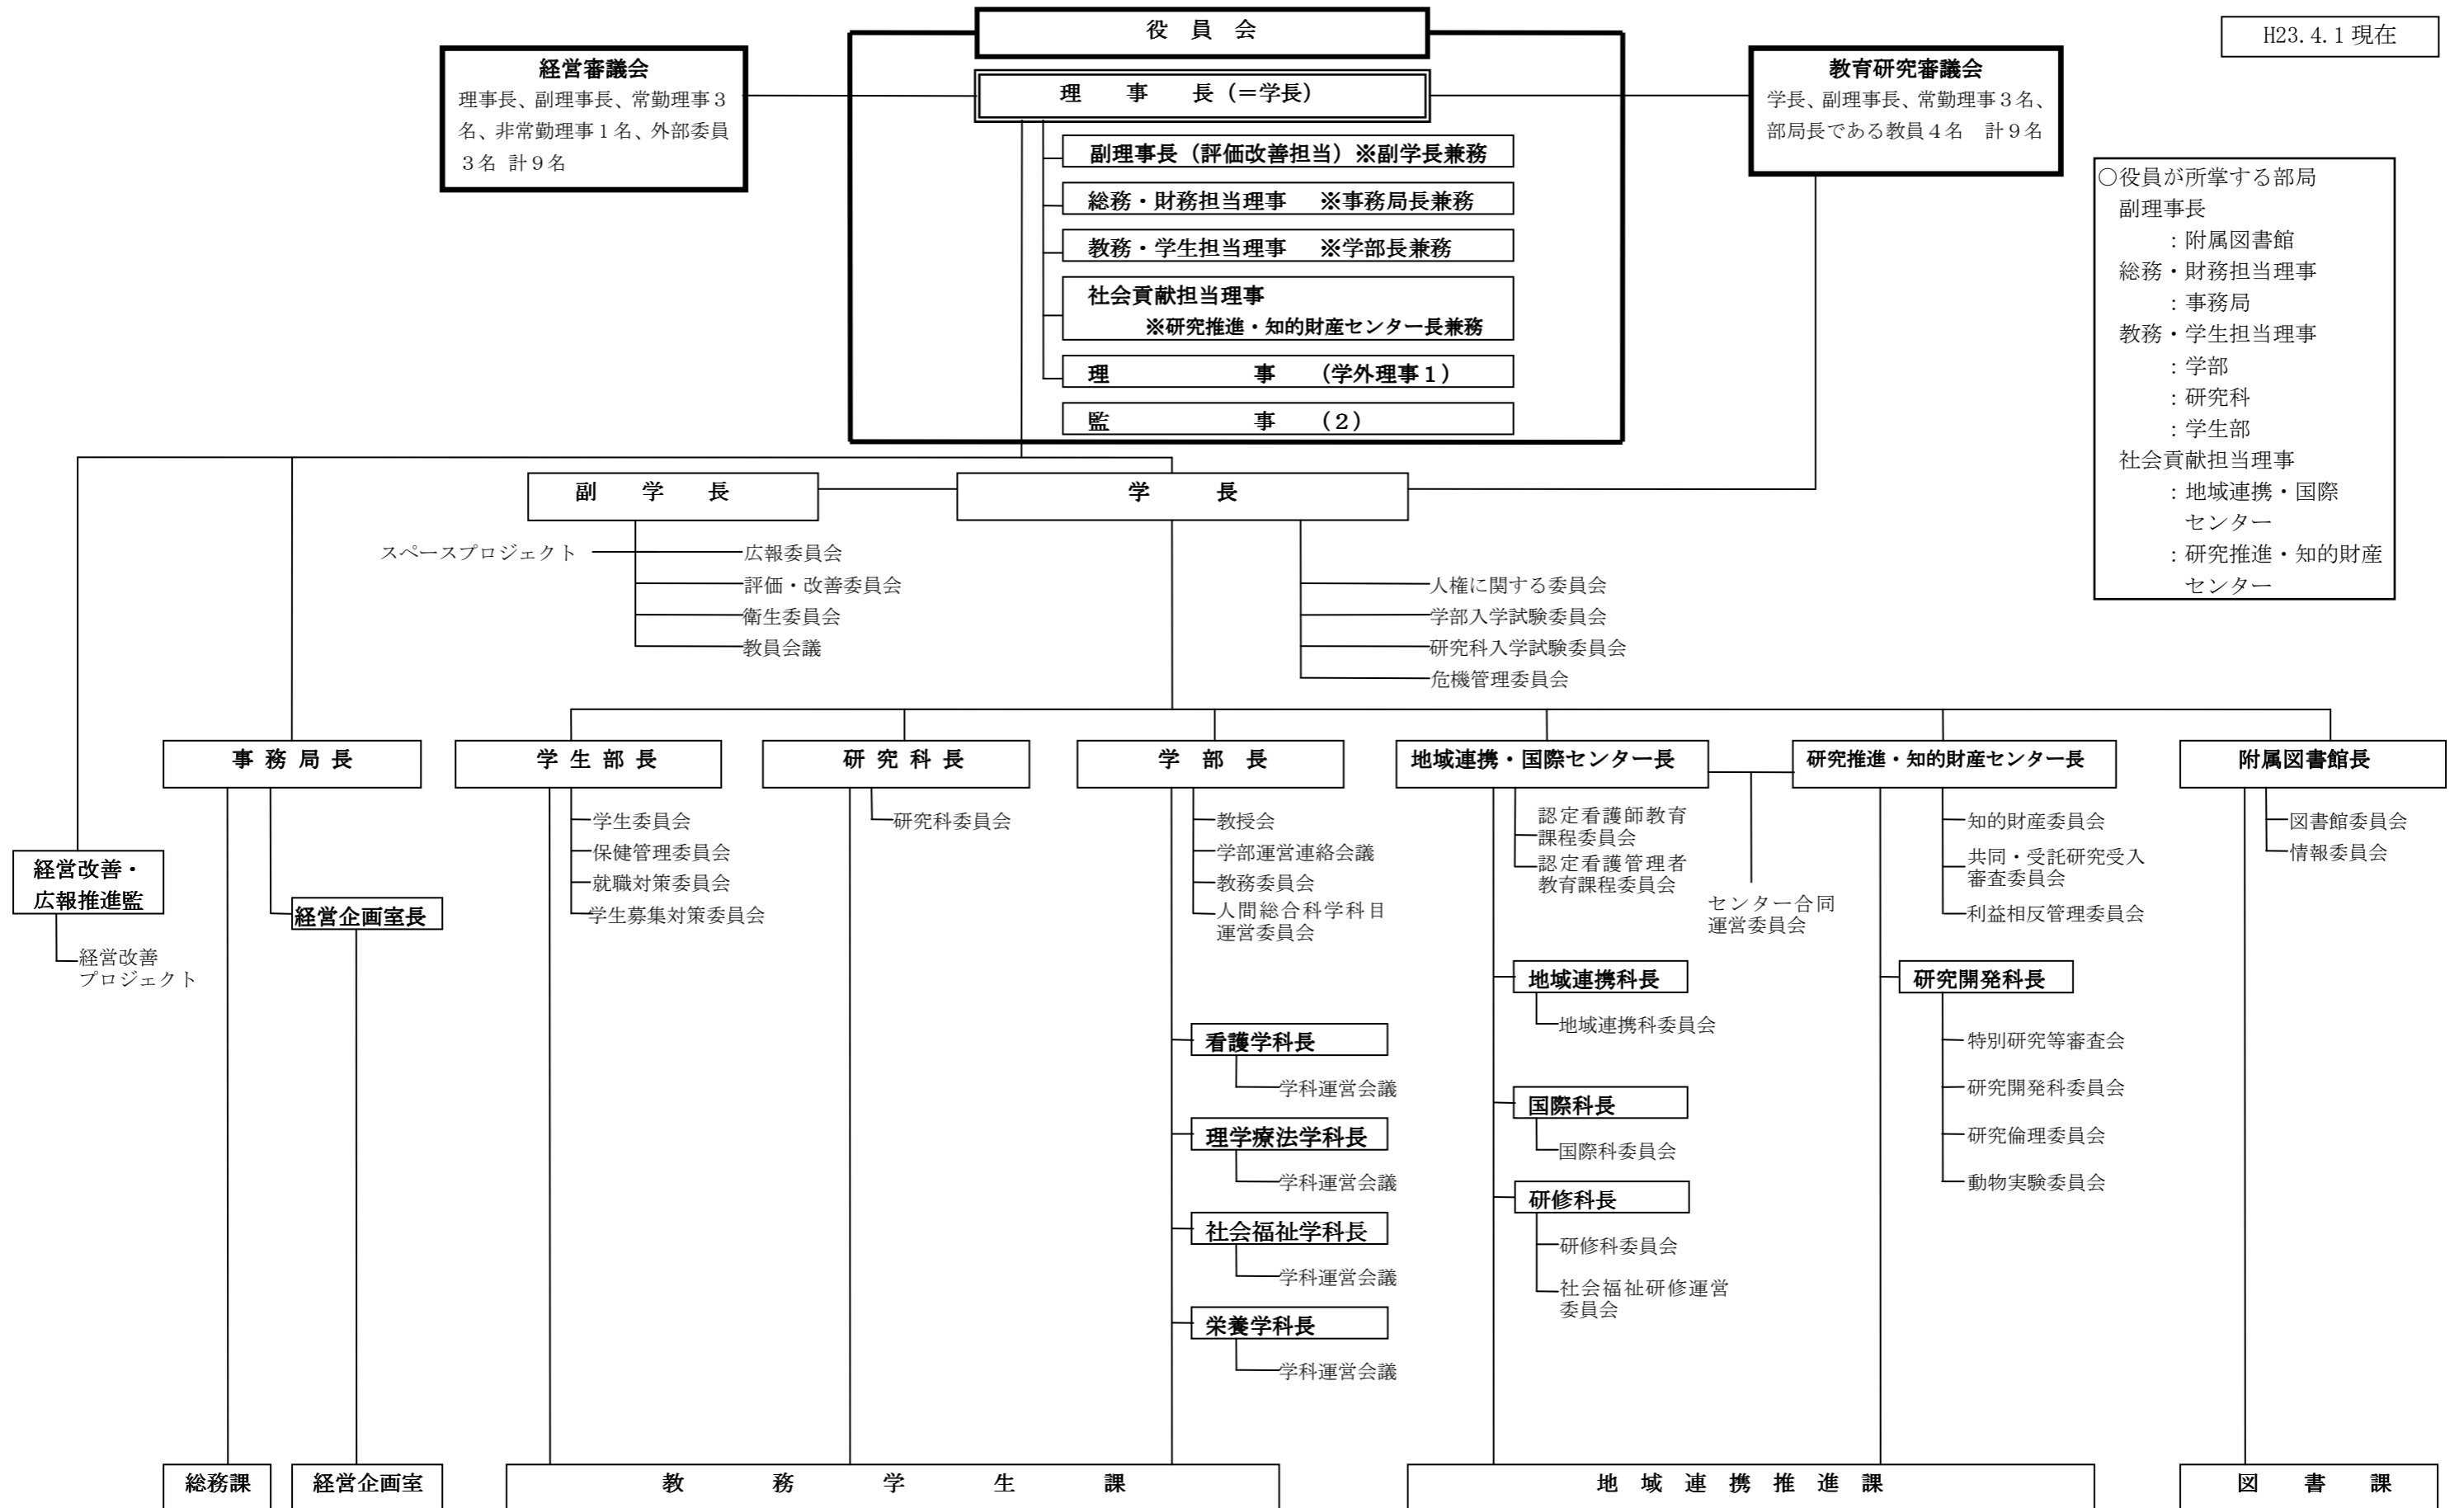 役員会
H23.4.1現在
経営審議会
理事長、副理事長、常勤理事３
名、非常勤理事１名、外部委員
３名 計９名
理事長（＝学長）
教育研究審議会
学長、副理事長、常勤理事３名、
部局長である教員４名　計９名
副理事長（評価改善担当）※副学長兼務
総務・財務担当理事　※事務局長兼務
教務・学生担当理事　※学部長兼務
社会貢献担当理事
※研究推進・知的財産センター長兼務
理事（学外理事１）
監事（２）
○役員が所掌する部局
副理事長
：附属図書館
総務・財務担当理事
：事務局
教務・学生担当理事
：学部
：研究科
：学生部
社会貢献担当理事
：地域連携・国際
センター
：研究推進・知的財産
センター
副学長
学長
スペースプロジェクト
広報委員会
評価・改善委員会
衛生委員会
教員会議
人権に関する委員会
学部入学試験委員会
研究科入学試験委員会
危機管理委員会
事務局長
学生部長
研究科長
学部長
地域連携・国際センター長
研究推進・知的財産センター長
附属図書館長
経営改善・
広報推進監
経営改善
プロジェクト
経営企画室長
学生委員会
保健管理委員会
就職対策委員会
学生募集対策委員会
研究科委員会
教授会
学部運営連絡会議
教務委員会
人間総合科学科目
運営委員会
看護学科長
学科運営会議
理学療法学科長
学科運営会議
社会福祉学科長
学科運営会議
栄養学科長
学科運営会議
認定看護師教育
課程委員会
認定看護管理者
教育課程委員会
センター合同
運営委員会
地域連携科長
地域連携科委員会
国際科長
国際科委員会
研修科長
研修科委員会
社会福祉研修運営
委員会
知的財産委員会
共同・受託研究受入
審査委員会
利益相反管理委員会
研究開発科長
特別研究等審査会
研究開発科委員会
研究倫理委員会
動物実験委員会
図書館委員会
情報委員会
総務課
経営企画室
教務学生課
地域連携推進課
図書課